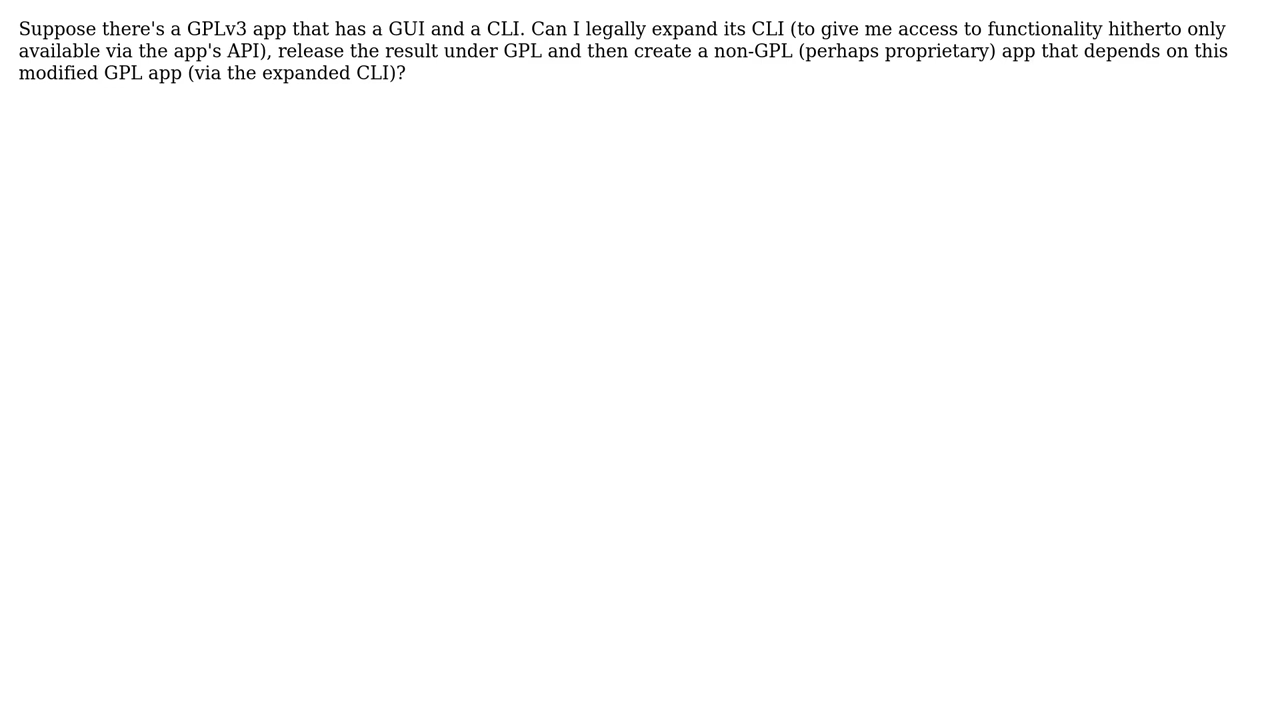 Suppose there's a GPLv3 app that has a GUI and a CLI. Can I legally expand its CLI (to give me access to functionality hitherto only
available via the app's API), release the result under GPL and then create a non-GPL (perhaps proprietary) app that depends on this
modified GPL app (via the expanded CLI)?